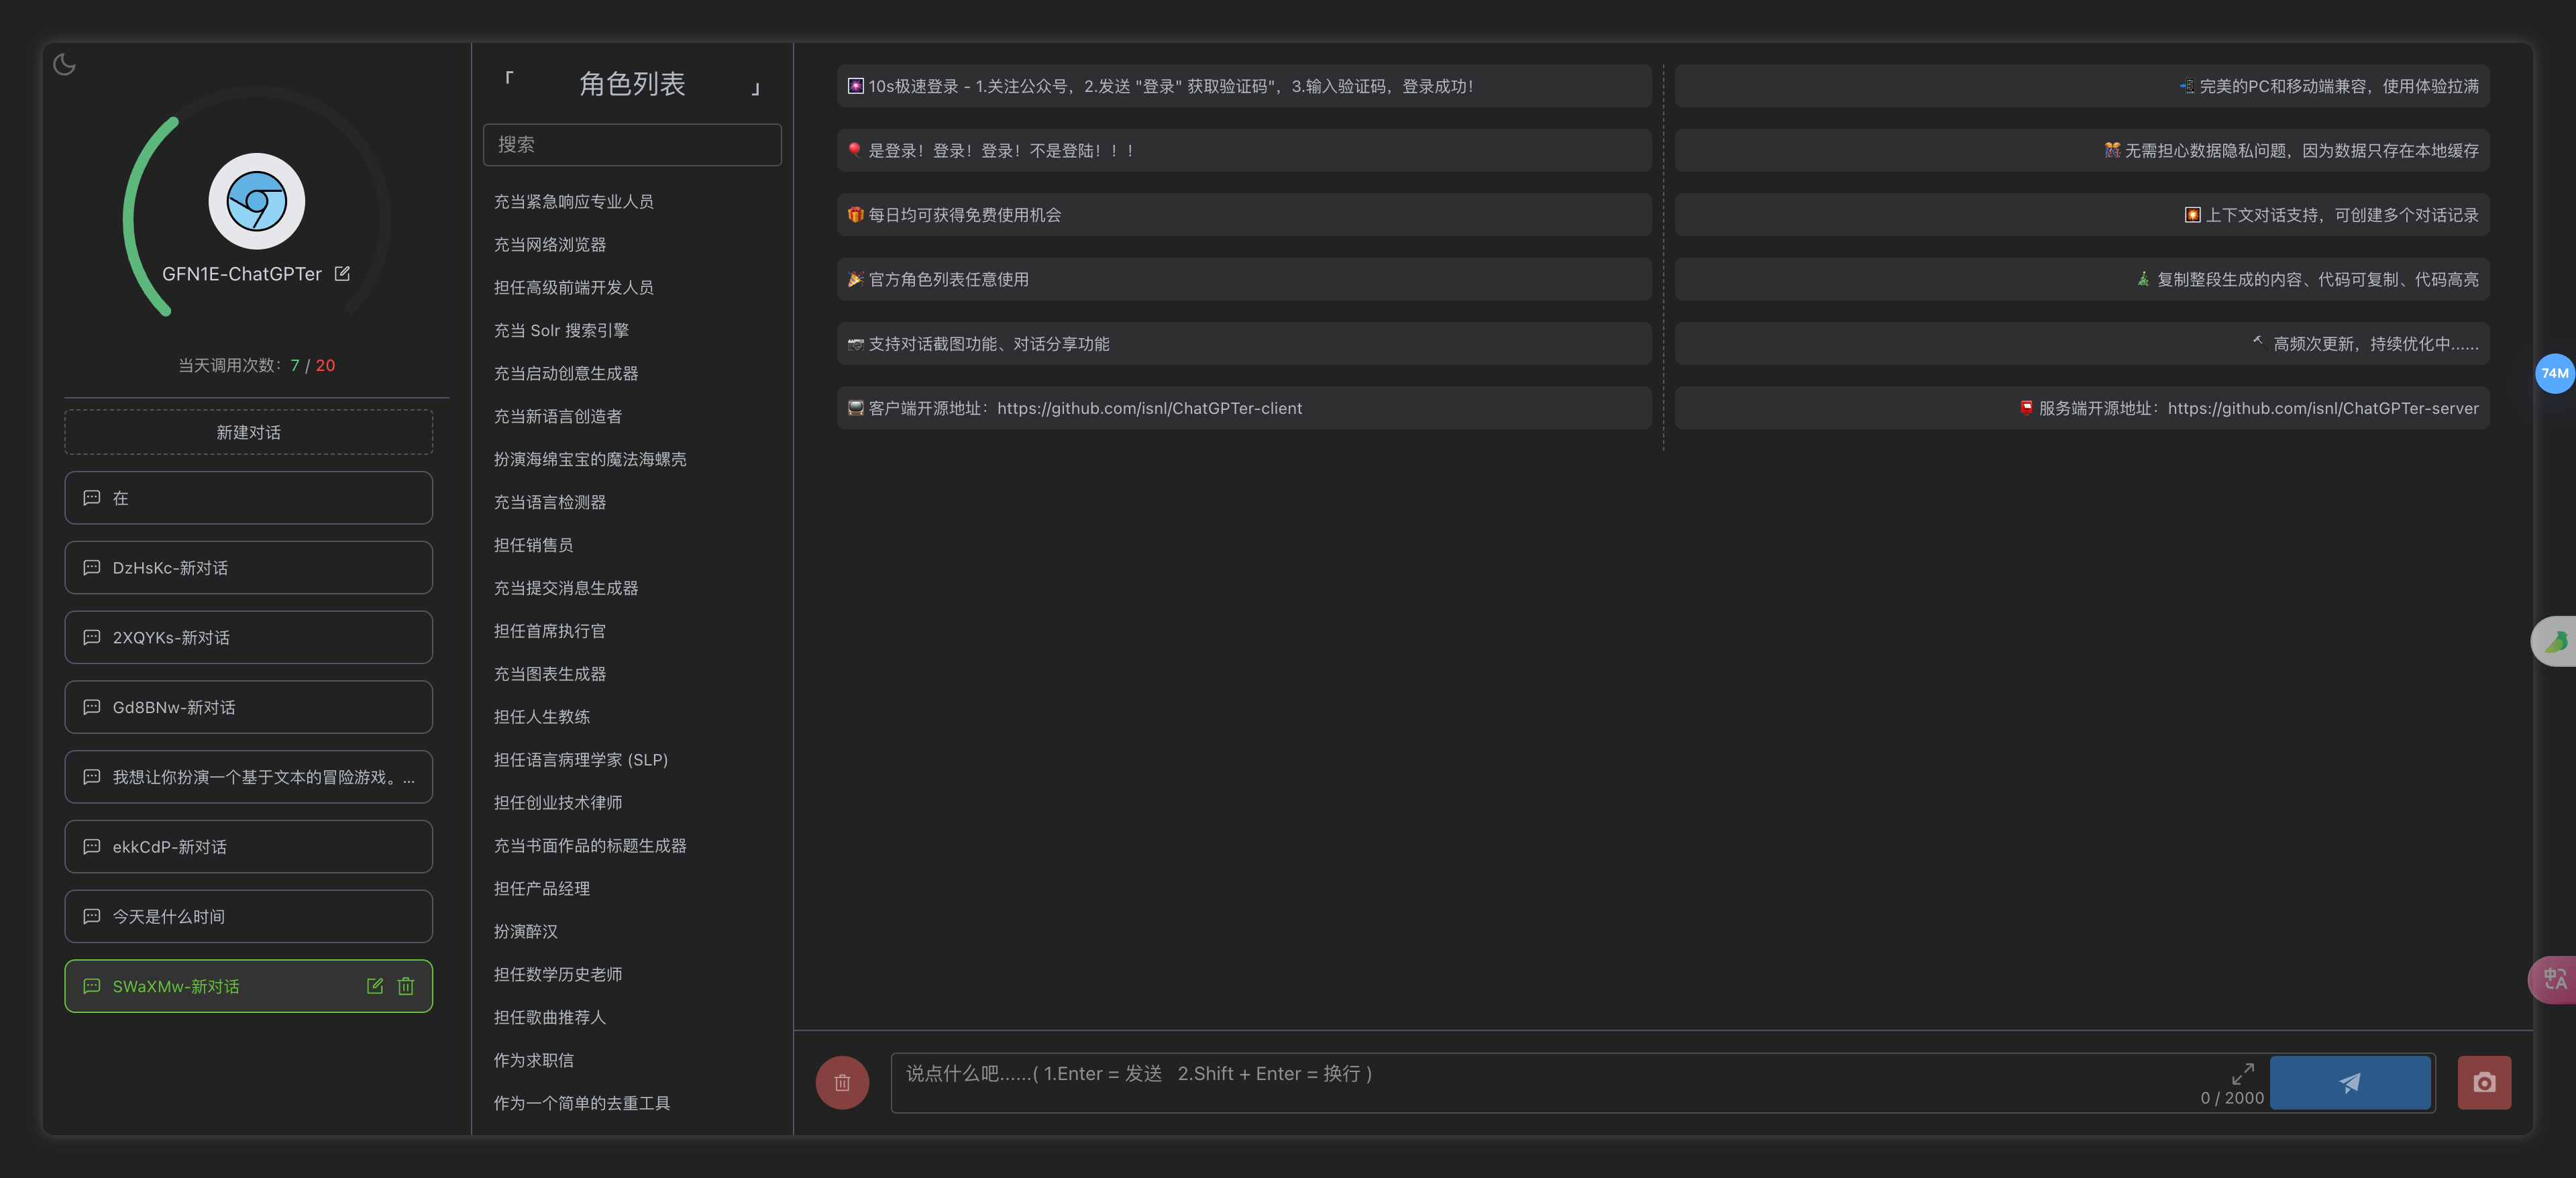 GFN1E-ChatGPTer
当天调用次数：7 / 20
新建对话
在
DzHsKc-新对话
2XQYKs-新对话
Gd8BNw-新对话
我想让你扮演一个基于文本的冒险游戏。...
ekkCdP-新对话
今天是什么时间
SWaXMw-新对话
「 角色列表 」
搜索
充当紧急响应专业人员
充当网络浏览器
担任高级前端开发人员
充当 Solr 搜索引擎
充当启动创意生成器
充当新语言创造者
扮演海绵宝宝的魔法海螺壳
充当语言检测器
担任销售员
充当提交消息生成器
担任首席执行官
充当图表生成器
担任人生教练
担任语言病理学家 (SLP)
担任创业技术律师
充当书面作品的标题生成器
担任产品经理
扮演醉汉
担任数学历史老师
担任歌曲推荐人
作为求职信
作为一个简单的去重工具
🎆 10s极速登录 - 1.关注公众号，2.发送 "登录" 获取验证码"，3.输入验证码，登录成功！
📲 完美的PC和移动端兼容，使用体验拉满
🎈 是登录！登录！登录！不是登陆！！！
🎊 无需担心数据隐私问题，因为数据只存在本地缓存
🎁 每日均可获得免费使用机会
🎇 上下文对话支持，可创建多个对话记录
🎉 官方角色列表任意使用
🎄 复制整段生成的内容、代码可复制、代码高亮
📷 支持对话截图功能、对话分享功能
🔨 高频次更新，持续优化中......
📺 客户端开源地址：https://github.com/isnl/ChatGPTer-client
📮 服务端开源地址：https://github.com/isnl/ChatGPTer-server
74M
中A
说点什么吧......( 1.Enter = 发送 2.Shift + Enter = 换行 )
0 / 2000